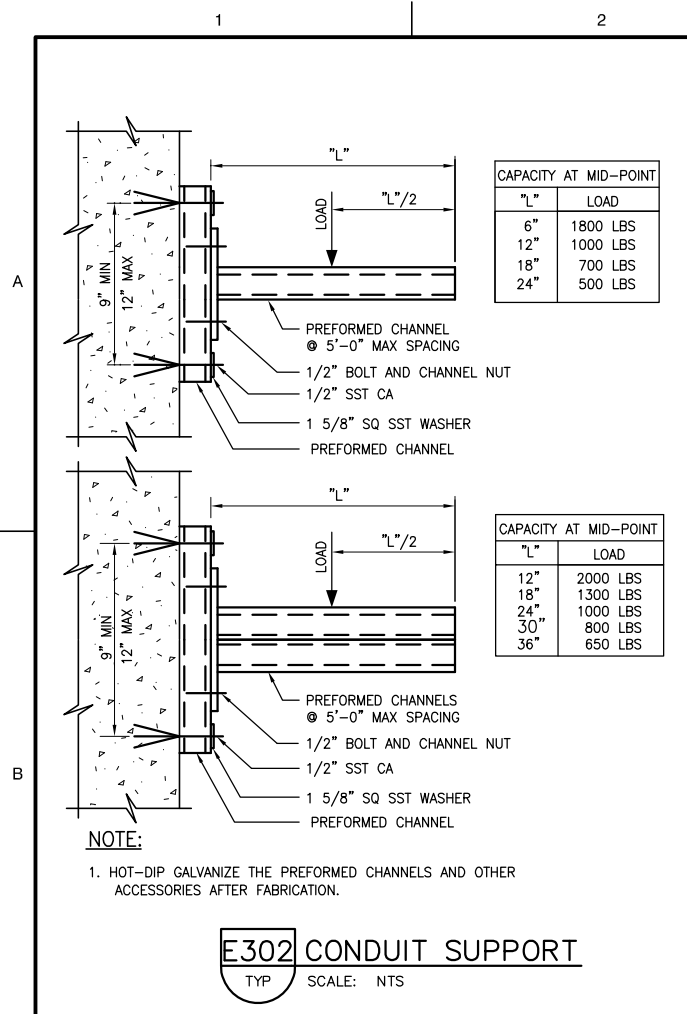 1 2
A
"L"
"L"/2
LOAD
9" MIN
12" MAX
PREFORMED CHANNEL
@ 5'-0" MAX SPACING
1/2" BOLT AND CHANNEL NUT
1/2" SST CA
1 5/8" SQ SST WASHER
PREFORMED CHANNEL
CAPACITY AT MID-POINT
"L" LOAD
6" 1800 LBS
12" 1000 LBS
18" 700 LBS
24" 500 LBS
B
"L"
"L"/2
LOAD
9" MIN
12" MAX
PREFORMED CHANNELS
@ 5'-0" MAX SPACING
1/2" BOLT AND CHANNEL NUT
1/2" SST CA
1 5/8" SQ SST WASHER
PREFORMED CHANNEL
CAPACITY AT MID-POINT
"L" LOAD
12" 2000 LBS
18" 1300 LBS
24" 1000 LBS
30" 800 LBS
36" 650 LBS
NOTE:
1. HOT-DIP GALVANIZE THE PREFORMED CHANNELS AND OTHER
ACCESSORIES AFTER FABRICATION.
E302 CONDUIT SUPPORT
TYP SCALE: NTS